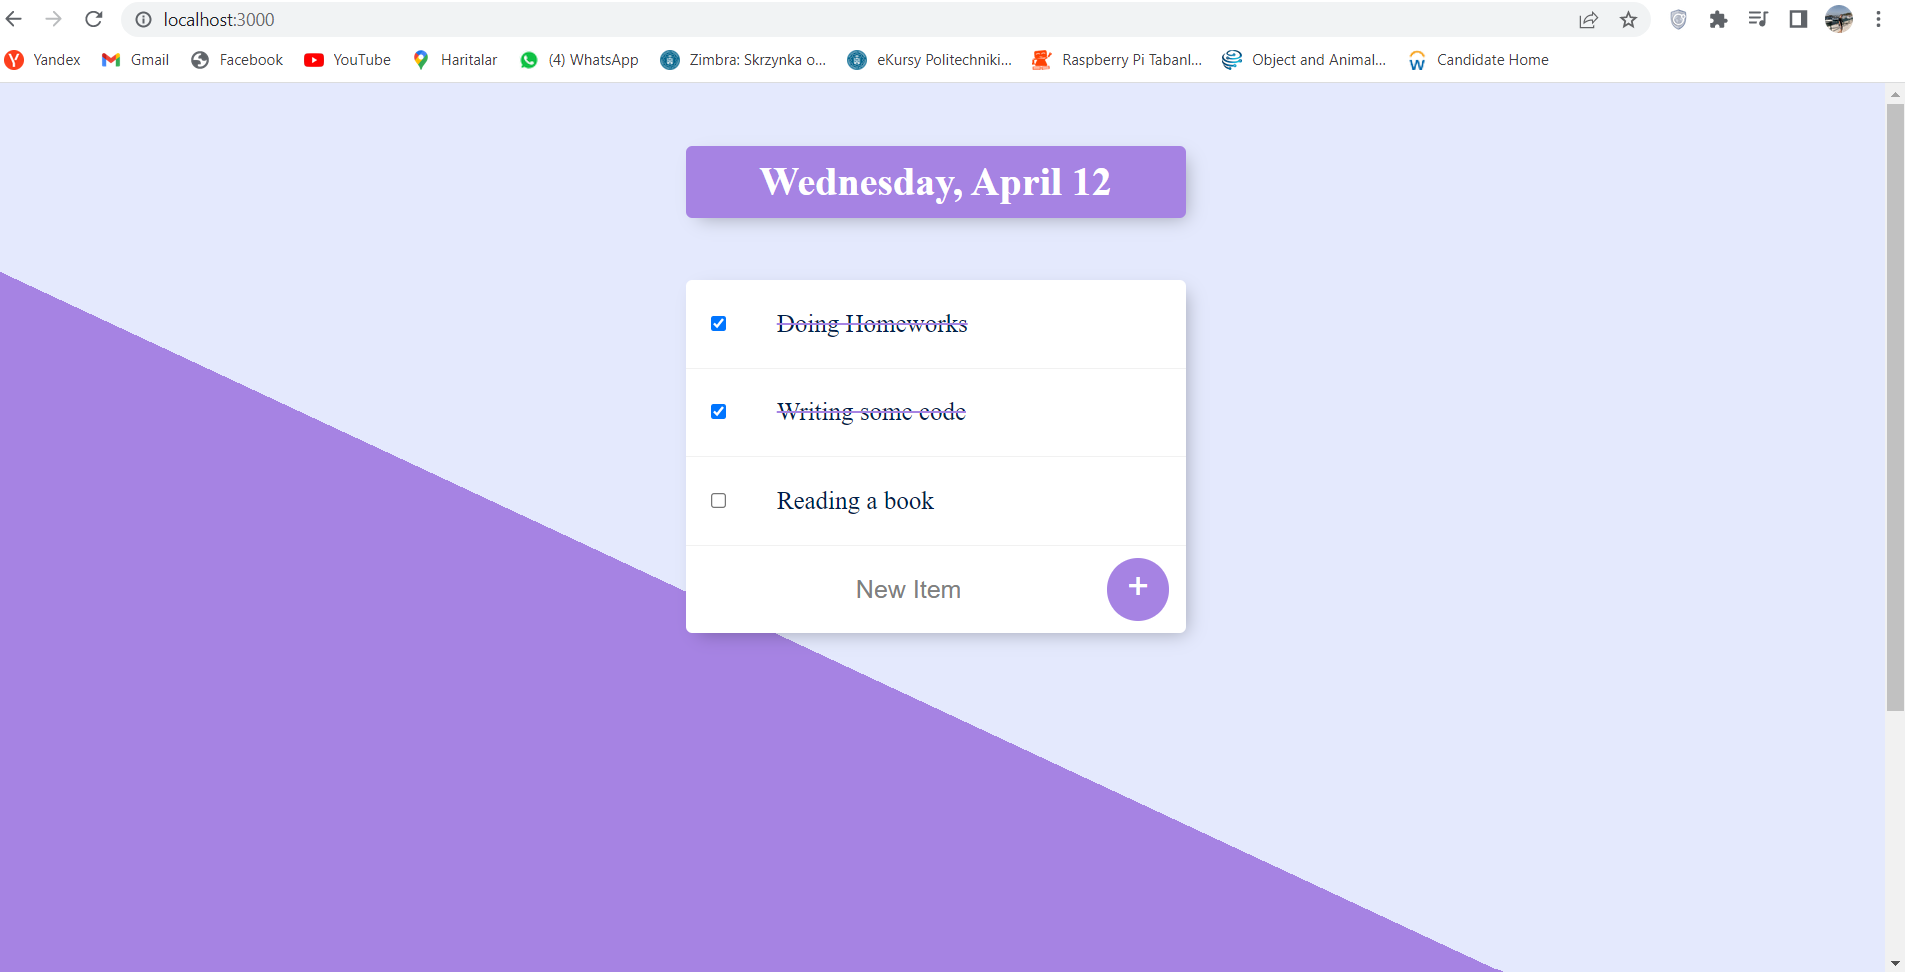 localhost:3000
Yandex Gmail Facebook YouTube Haritalar (4) WhatsApp Zimbra: Skrzynka o... eKursy Politechniki... Raspberry Pi Tabanl... Object and Animal... Candidate Home
Wednesday, April 12
Doing Homeworks
Writing some code
Reading a book
New Item +